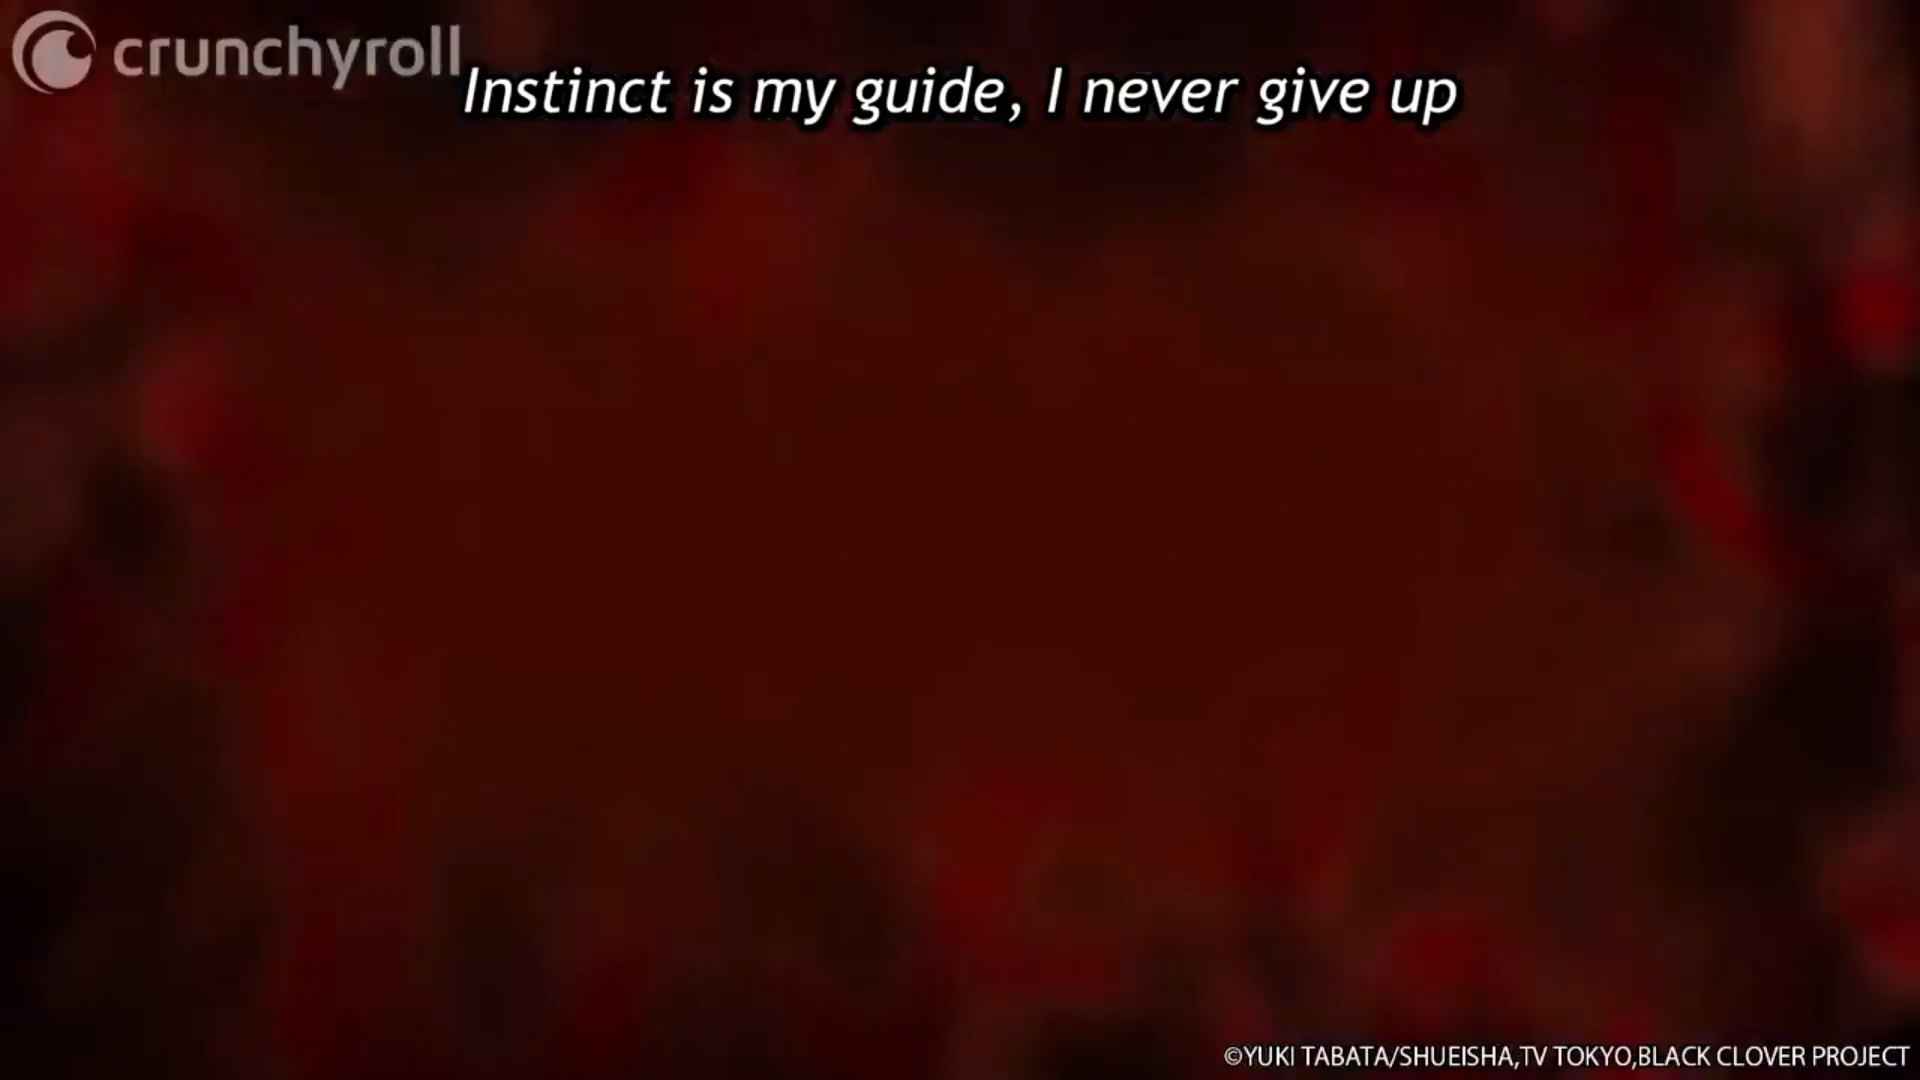 crunchyroll
Instinct is my guide, I never give up
©YUKI TABATA/SHUEISHA,TV TOKYO,BLACK CLOVER PROJECT